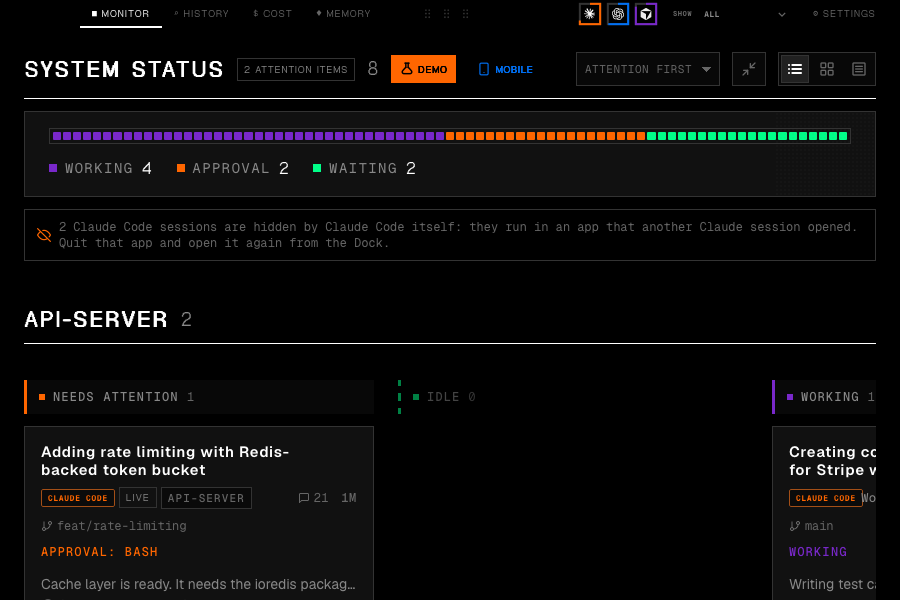 MONITOR
HISTORY
$ COST
MEMORY
SHOW ALL
SETTINGS
SYSTEM STATUS
2 ATTENTION ITEMS
8
DEMO
MOBILE
ATTENTION FIRST
WORKING 4
APPROVAL 2
WAITING 2
2 Claude Code sessions are hidden by Claude Code itself: they run in an app that another Claude session opened.
Quit that app and open it again from the Dock.
API-SERVER 2
NEEDS ATTENTION 1
IDLE 0
WORKING 1
Adding rate limiting with Redis-
backed token bucket
CLAUDE CODE LIVE API-SERVER 21 1M
feat/rate-limiting
APPROVAL: BASH
Cache layer is ready. It needs the ioredis packag…
Creating co
for Stripe w
CLAUDE CODE Wo
main
WORKING
Writing test ca